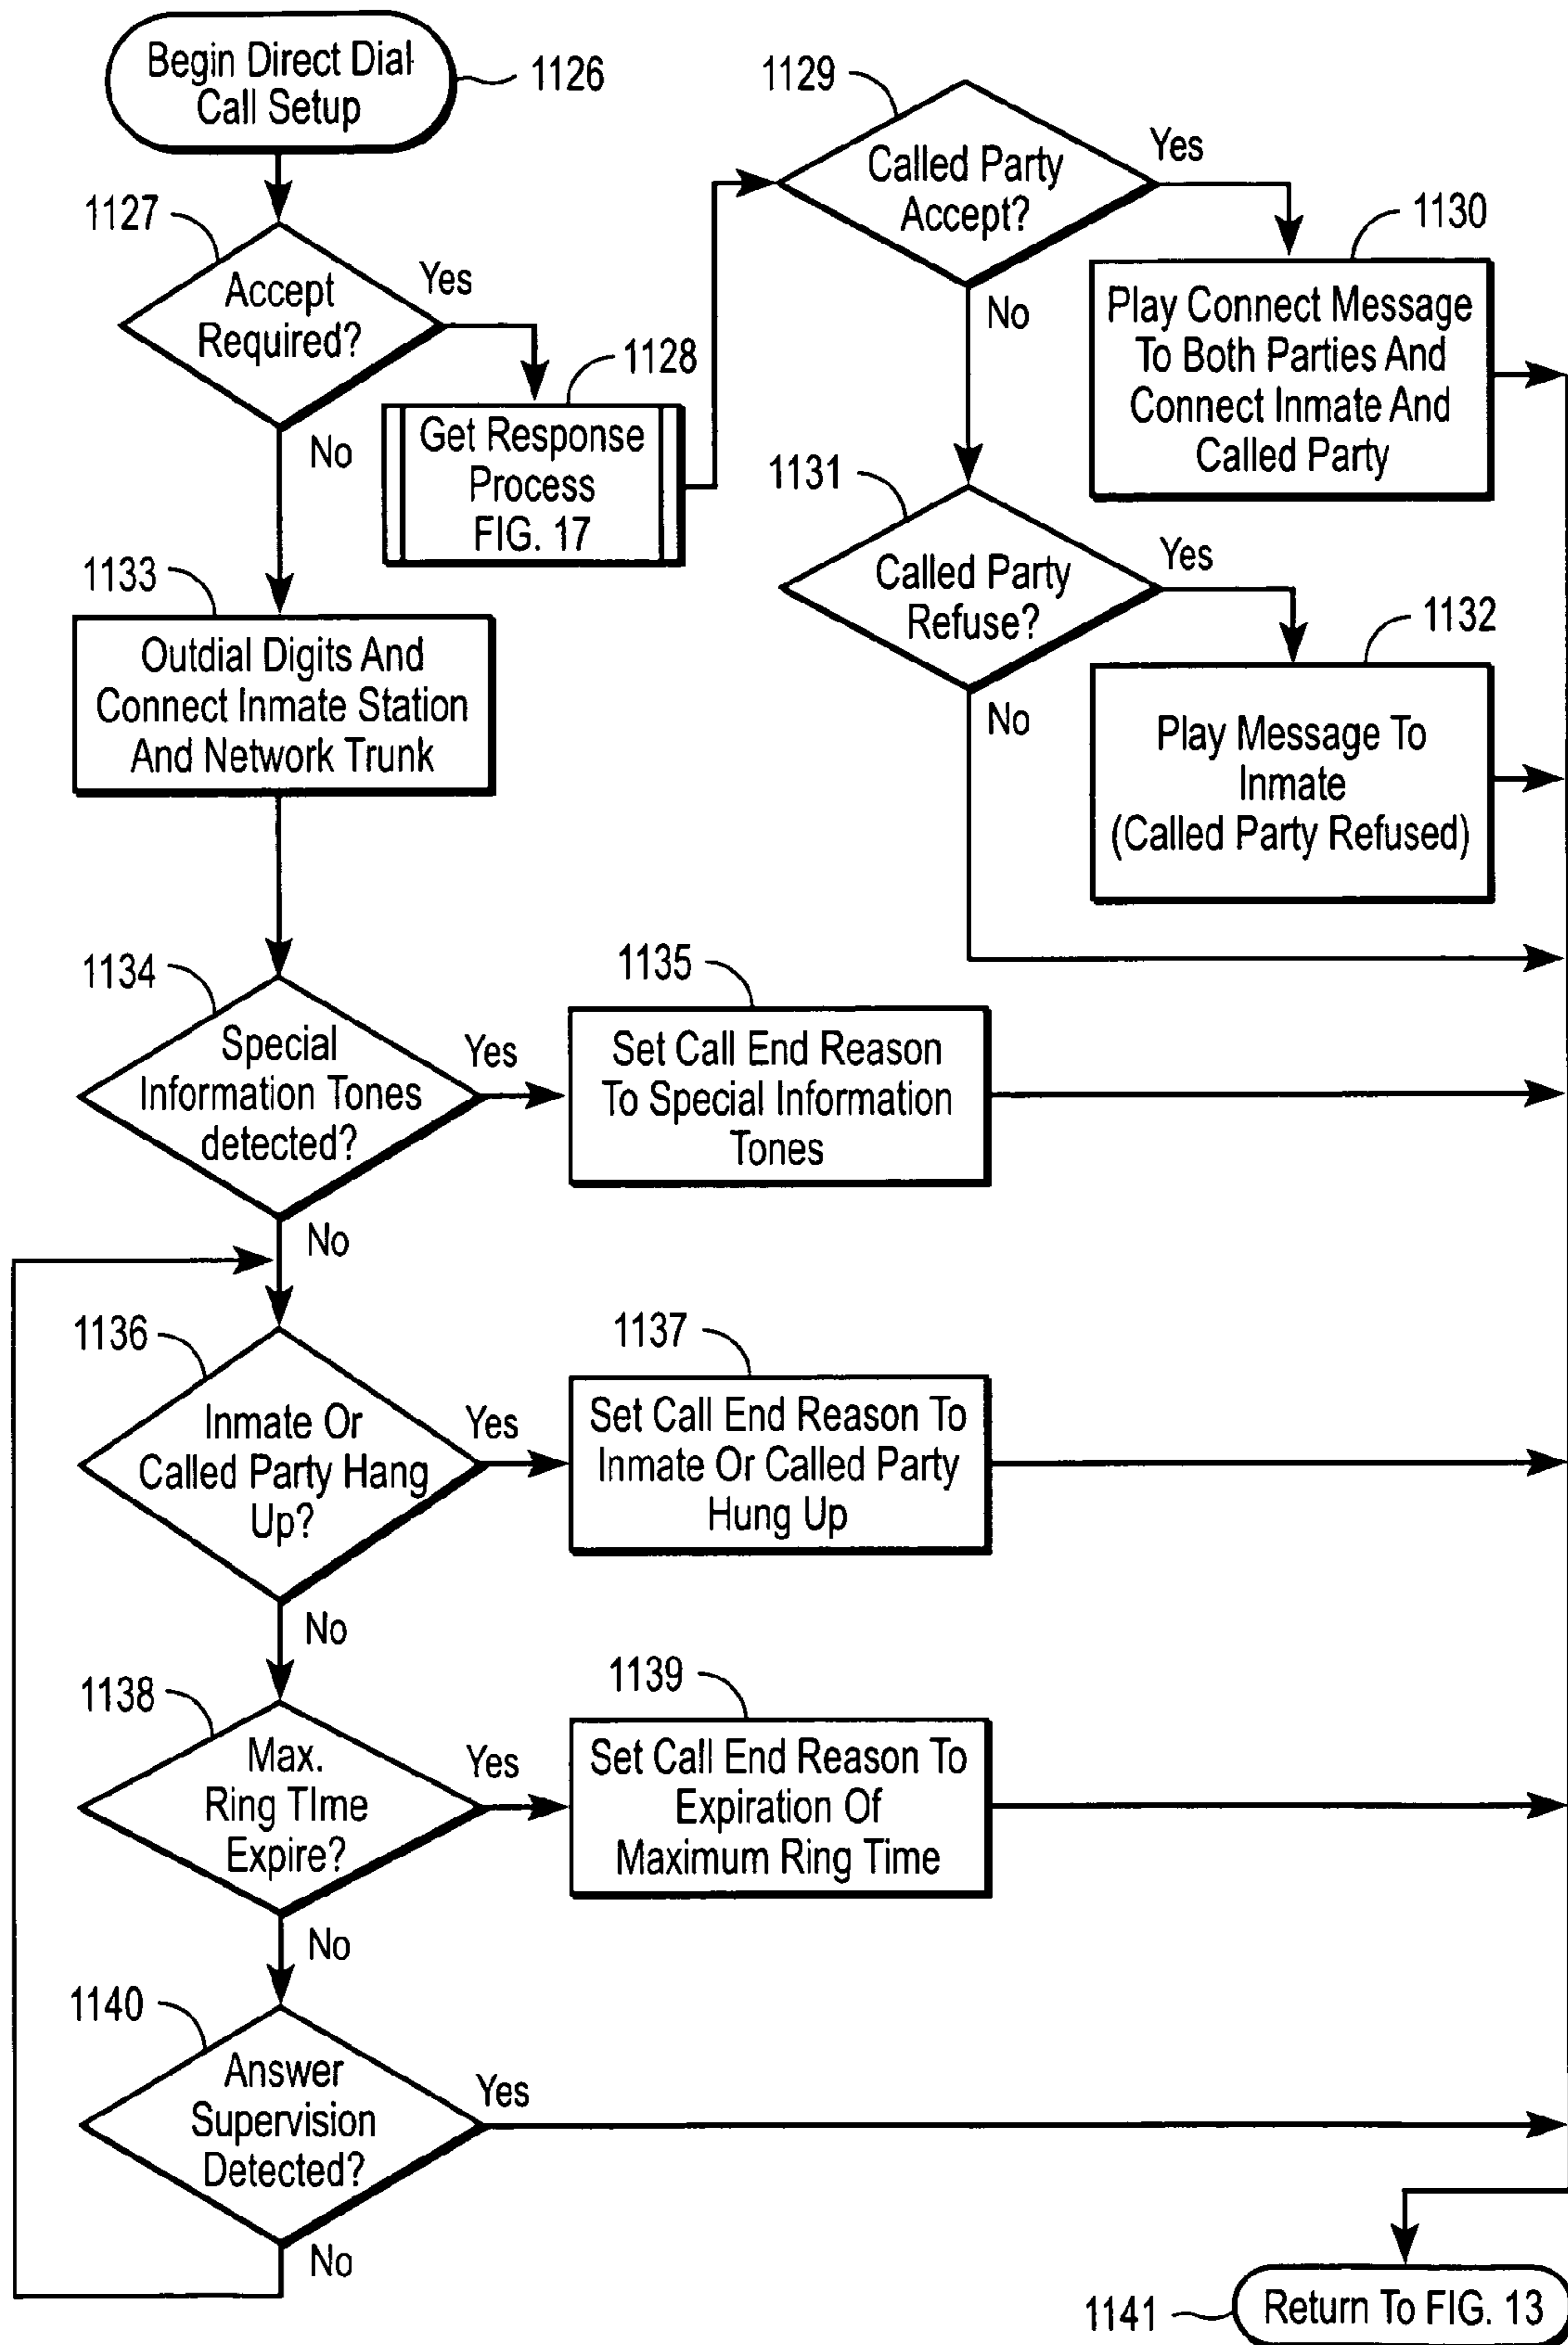 Begin Direct Dial
Call Setup
1126
1127
Accept
Required?
Yes
No
1128
Get Response
Process
FIG. 17
1129
Called Party
Accept?
Yes
No
1130
Play Connect Message
To Both Parties And
Connect Inmate And
Called Party
1131
Called Party
Refuse?
Yes
No
1132
Play Message To
Inmate
(Called Party Refused)
1133
Outdial Digits And
Connect Inmate Station
And Network Trunk
1134
Special
Information Tones
detected?
Yes
No
1135
Set Call End Reason
To Special Information
Tones
1136
Inmate Or
Called Party Hang
Up?
Yes
No
1137
Set Call End Reason To
Inmate Or Called Party
Hung Up
1138
Max.
Ring TIme
Expire?
Yes
No
1139
Set Call End Reason To
Expiration Of
Maximum Ring Time
1140
Answer
Supervision
Detected?
Yes
No
1141
Return To FIG. 13